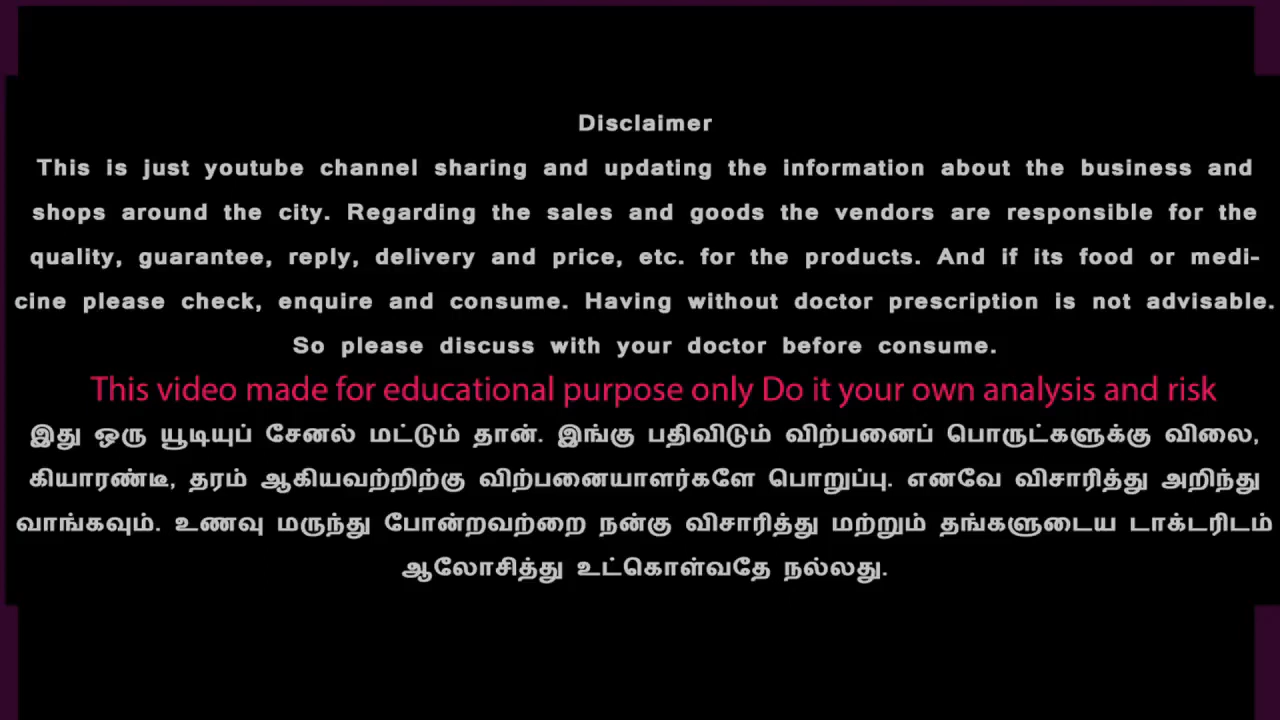 Disclaimer
This is just youtube channel sharing and updating the information about the business and
shops around the city. Regarding the sales and goods the vendors are responsible for the
quality, guarantee, reply, delivery and price, etc. for the products. And if its food or medi-
cine please check, enquire and consume. Having without doctor prescription is not advisable.
So please discuss with your doctor before consume.
This video made for educational purpose only Do it your own analysis and risk
இது ஒரு யூடியுப் சேனல் மட்டும் தான். இங்கு பதிவிடும் விற்பனைப் பொருட்களுக்கு விலை,
கியாரண்டீ, தரம் ஆகியவற்றிற்கு விற்பனையாளர்களே பொறுப்பு. எனவே விசாரித்து அறிந்து
வாங்கவும். உணவு மருந்து போன்றவற்றை நன்கு விசாரித்து மற்றும் தங்களுடைய டாக்டரிடம்
ஆலோசித்து உட்கொள்வதே நல்லது.